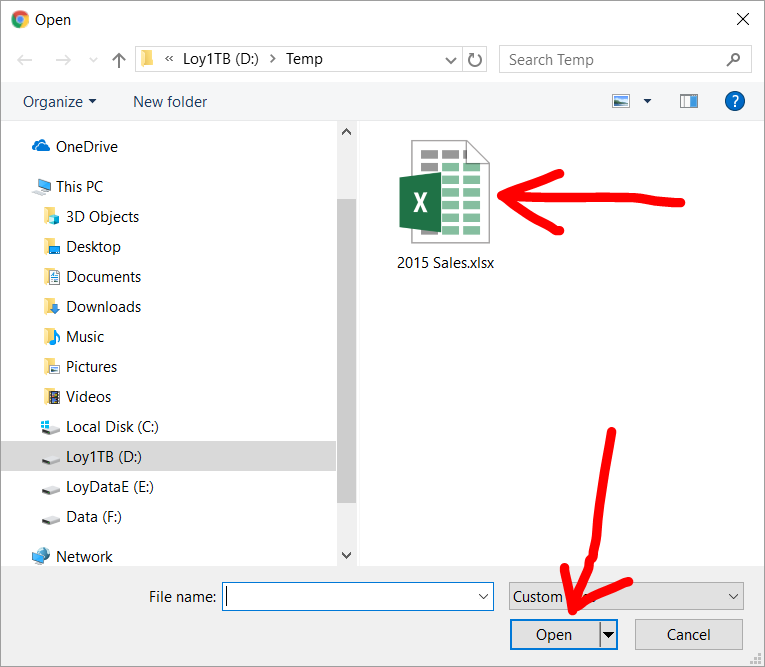 Open
« Loy1TB (D:) > Temp
Search Temp
Organize
New folder
?
OneDrive
This PC
3D Objects
Desktop
Documents
Downloads
Music
Pictures
Videos
Local Disk (C:)
Loy1TB (D:)
LoyDataE (E:)
Data (F:)
Network
X
2015 Sales.xlsx
File name:
Custom
Open
Cancel